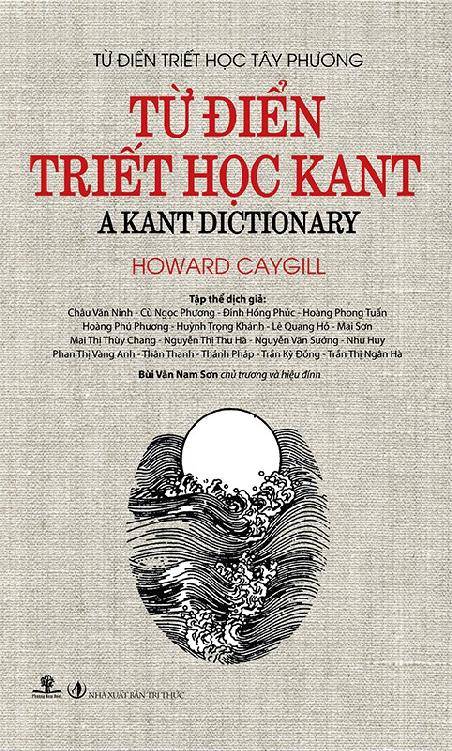 TỪ ĐIỂN TRIẾT HỌC TÂY PHƯƠNG
TỪ ĐIỂN
TRIẾT HỌC KANT
A KANT DICTIONARY
HOWARD CAYGILL
Tập thể dịch giả:
Châu Văn Ninh - Cù Ngọc Phương - Đinh Hồng Phúc - Hoàng Phong Tuấn
Hoàng Phú Phương - Huỳnh Trọng Khánh - Lê Quang Hồ - Mai Sơn
Mai Thị Thùy Chang - Nguyễn Thị Thu Hà - Nguyễn Văn Sướng - Như Huy
Phan Thị Vàng Anh - Thân Thanh - Thánh Pháp - Trần Kỳ Đồng - Trần Thị Ngân Hà
Bùi Văn Nam Sơn chủ trương và hiệu đính
Phuong Nam Book
NHÀ XUẤT BẢN TRI THỨC